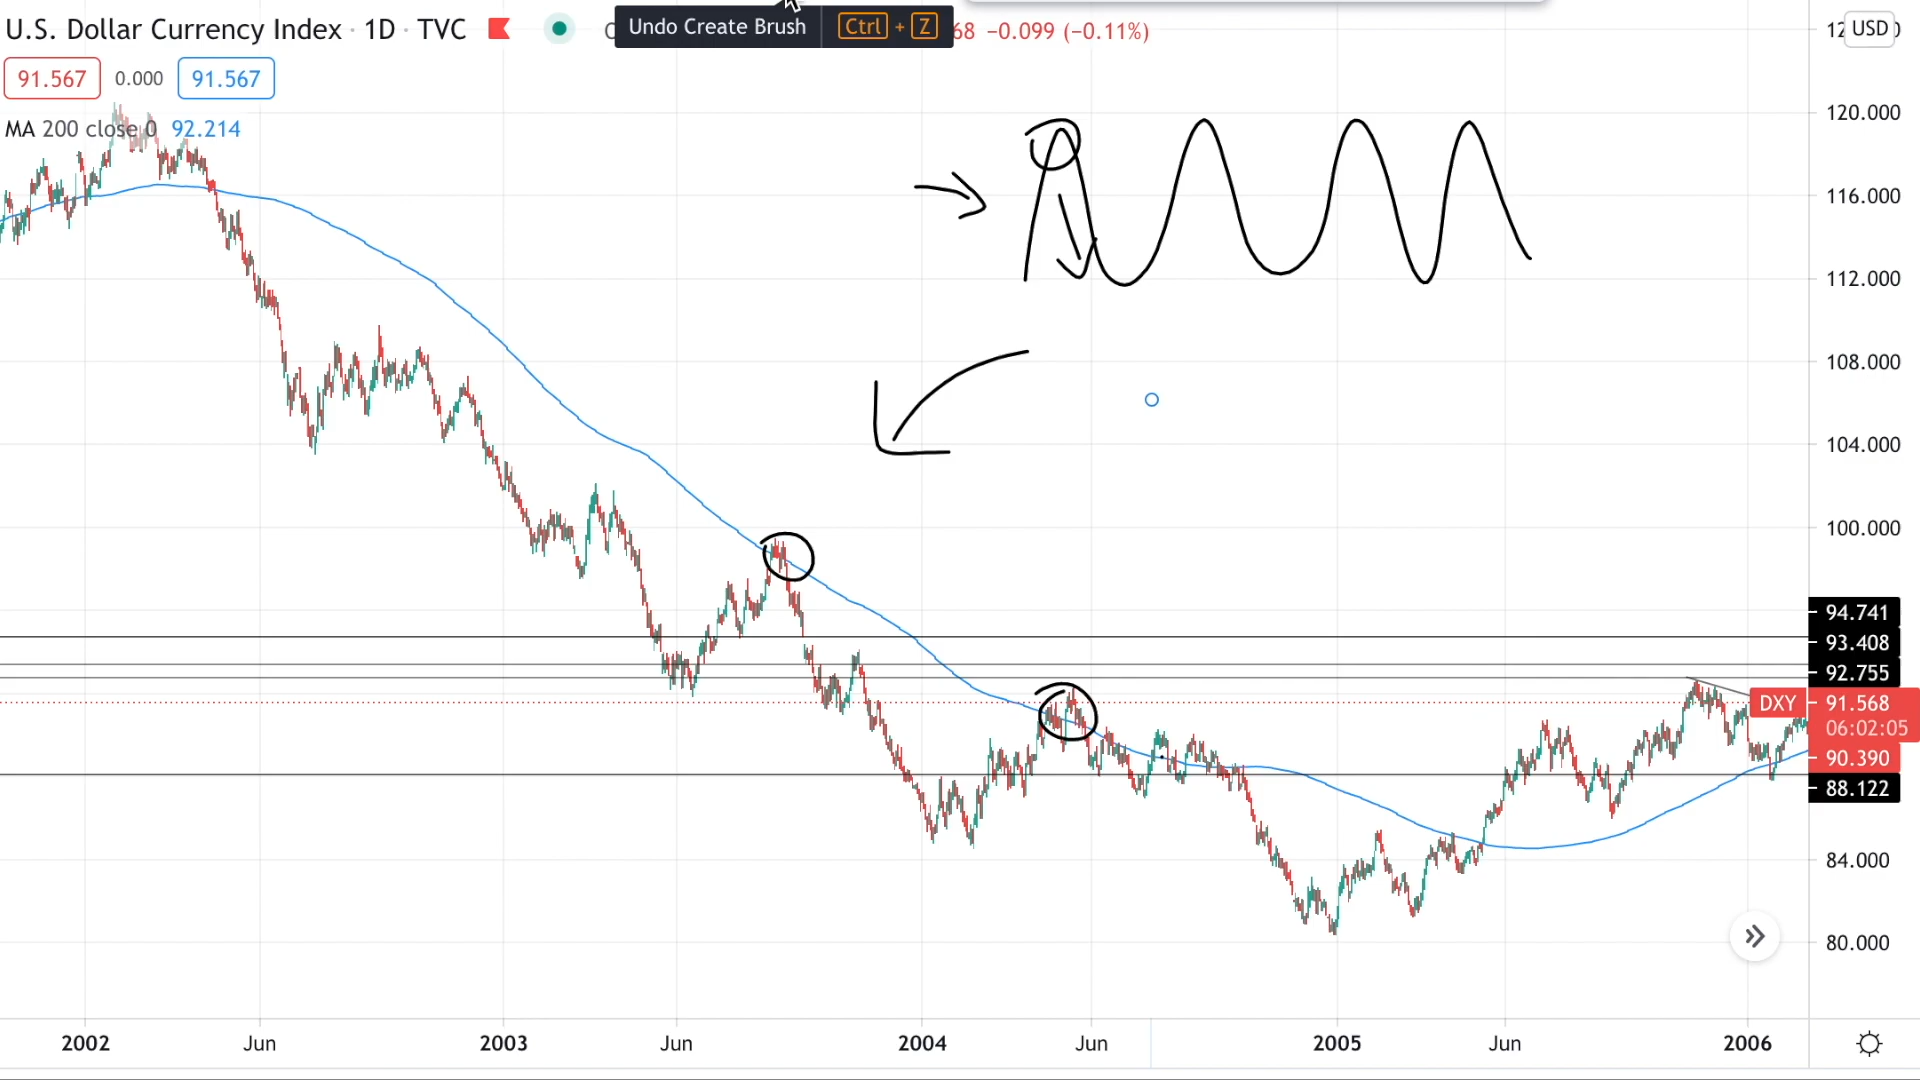 U.S. Dollar Currency Index · 1D · TVC
Undo Create Brush Ctrl + Z
68 −0.099 (−0.11%)
USD
91.567 0.000 91.567
MA 200 close 0 92.214
120.000
116.000
112.000
108.000
104.000
100.000
94.741
93.408
92.755
DXY 91.568
06:02:05
90.390
88.122
84.000
80.000
2002 Jun 2003 Jun 2004 Jun 2005 Jun 2006